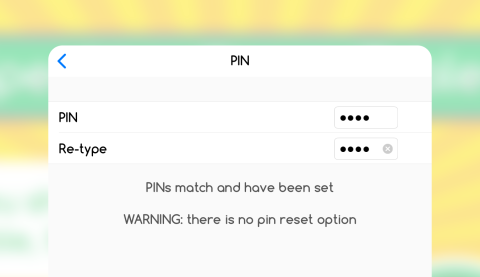 PIN
PIN
Re-type
PINs match and have been set
WARNING: there is no pin reset option